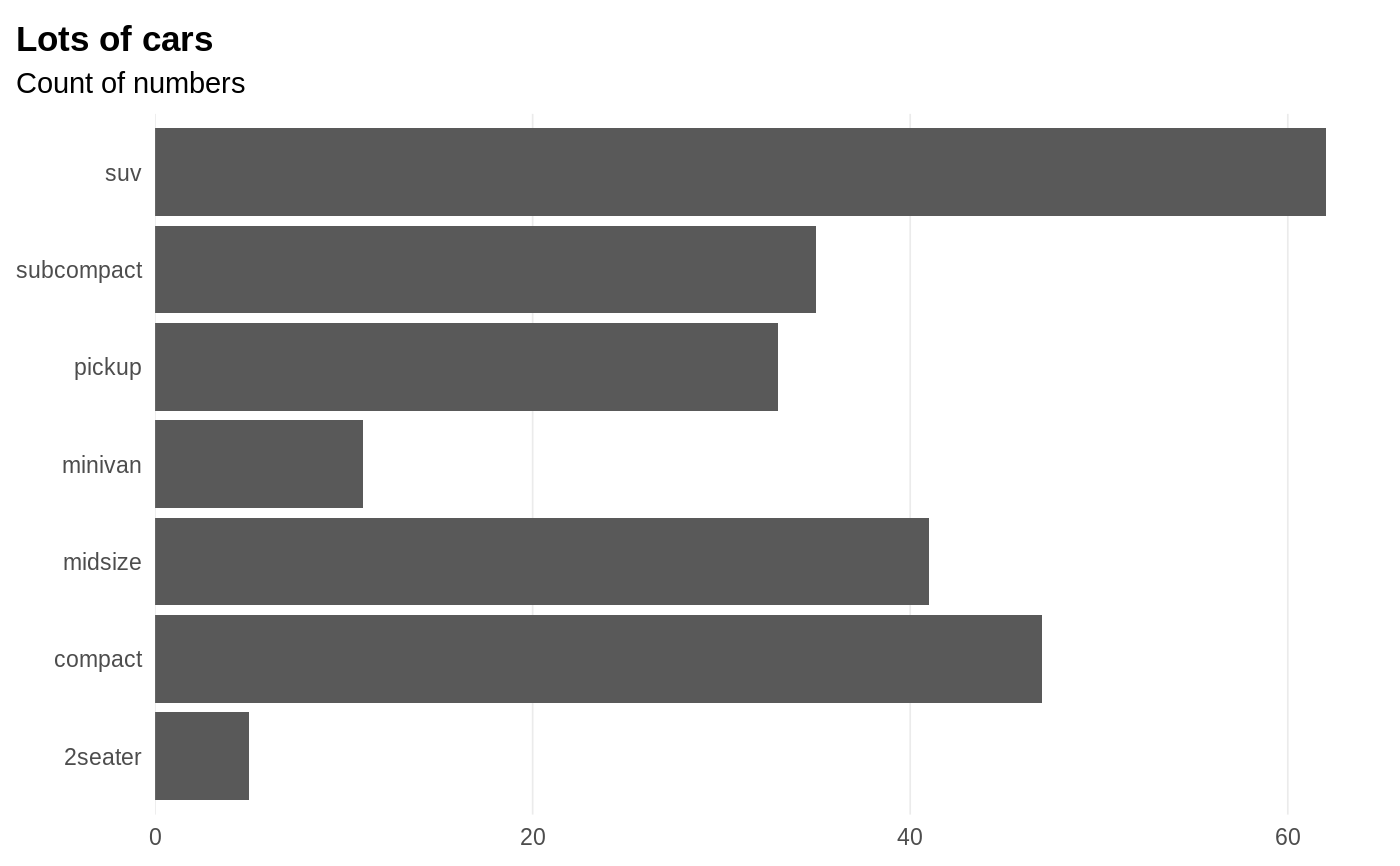 Lots of cars
Count of numbers
suv
subcompact
pickup
minivan
midsize
compact
2seater
0 20 40 60